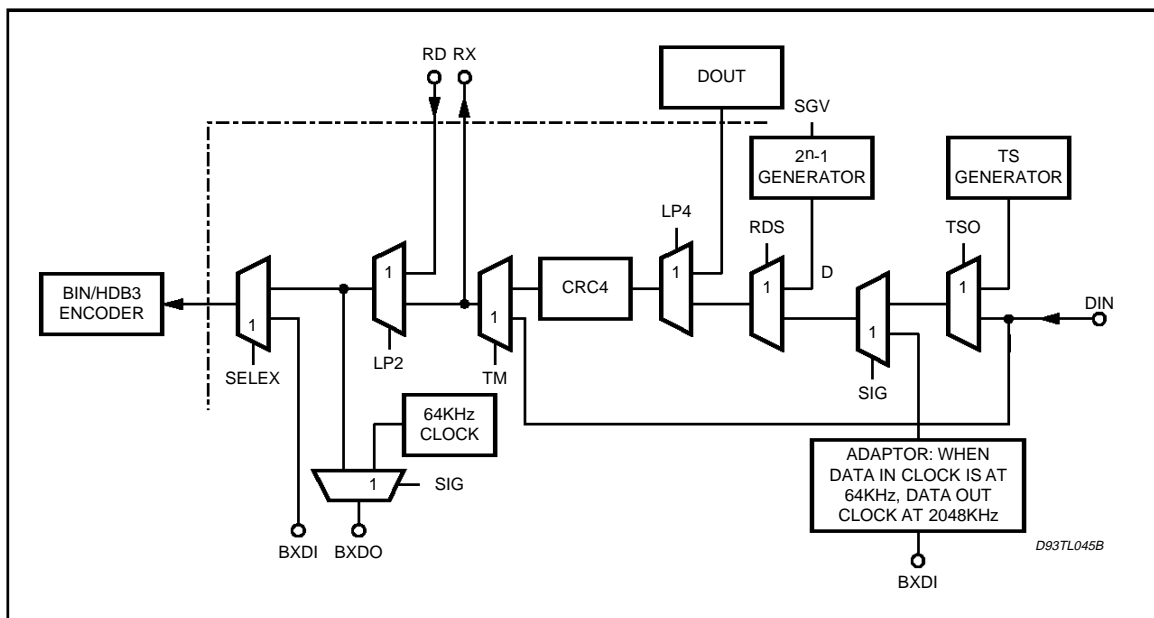 RD RX
DOUT
SGV
2n-1
GENERATOR
TS
GENERATOR
LP4
RDS
TSO
1
1
D
1
1
BIN/HDB3
ENCODER
CRC4
1
1
1
DIN
SELEX
LP2
TM
SIG
64KHz
CLOCK
1
SIG
ADAPTOR: WHEN
DATA IN CLOCK IS AT
64KHz, DATA OUT
CLOCK AT 2048KHz
BXDI
BXDO
BXDI
D93TL045B